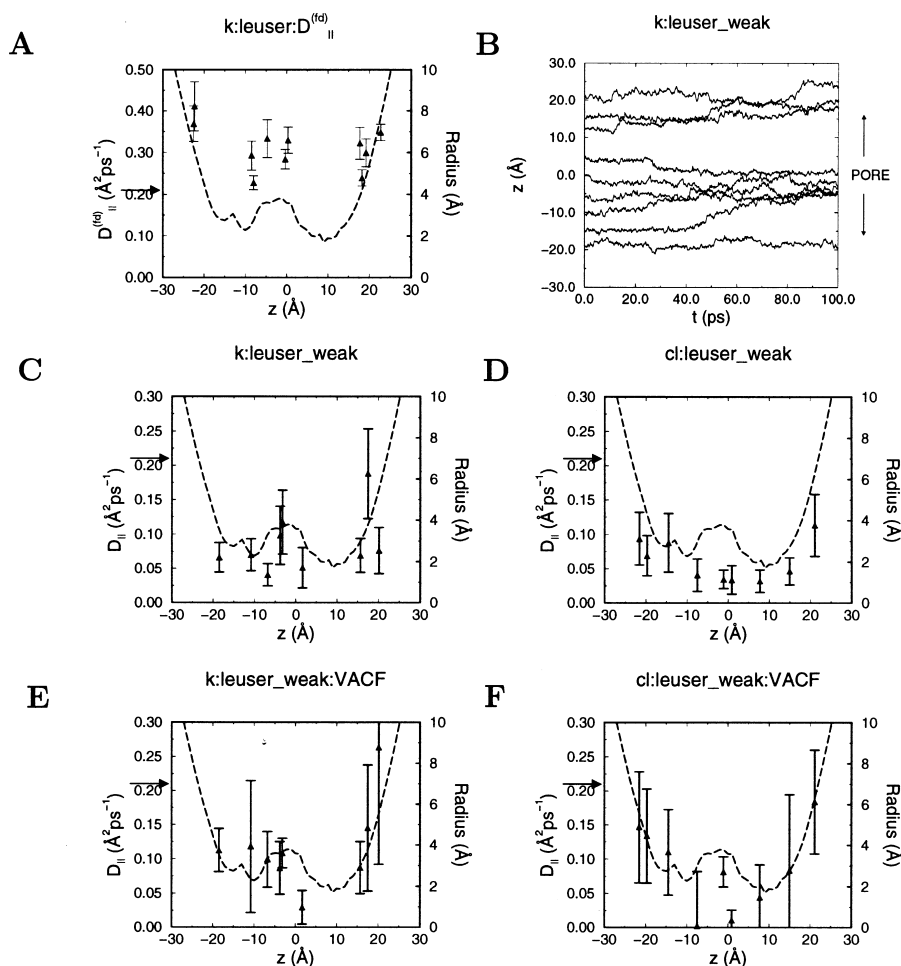 A
k:leuser:D(fd)||
D(fd)|| (Å²ps⁻¹)
0.50
0.40
0.30
0.20
0.10
0.00
10
8
6
4
2
0
Radius (Å)
−30 −20 −10 0 10 20 30
z (Å)
B
k:leuser_weak
z (Å)
30.0
20.0
10.0
0.0
−10.0
−20.0
−30.0
PORE
0.0 20.0 40.0 60.0 80.0 100.0
t (ps)
C
k:leuser_weak
D|| (Å²ps⁻¹)
0.30
0.25
0.20
0.15
0.10
0.05
0.00
10
8
6
4
2
0
Radius (Å)
−30 −20 −10 0 10 20 30
z (Å)
D
cl:leuser_weak
D|| (Å²ps⁻¹)
0.30
0.25
0.20
0.15
0.10
0.05
0.00
10
8
6
4
2
0
Radius (Å)
−30 −20 −10 0 10 20 30
z (Å)
E
k:leuser_weak:VACF
D|| (Å²ps⁻¹)
0.30
0.25
0.20
0.15
0.10
0.05
0.00
10
8
6
4
2
0
Radius (Å)
−30 −20 −10 0 10 20 30
z (Å)
F
cl:leuser_weak:VACF
D|| (Å²ps⁻¹)
0.30
0.25
0.20
0.15
0.10
0.05
0.00
10
8
6
4
2
0
Radius (Å)
−30 −20 −10 0 10 20 30
z (Å)